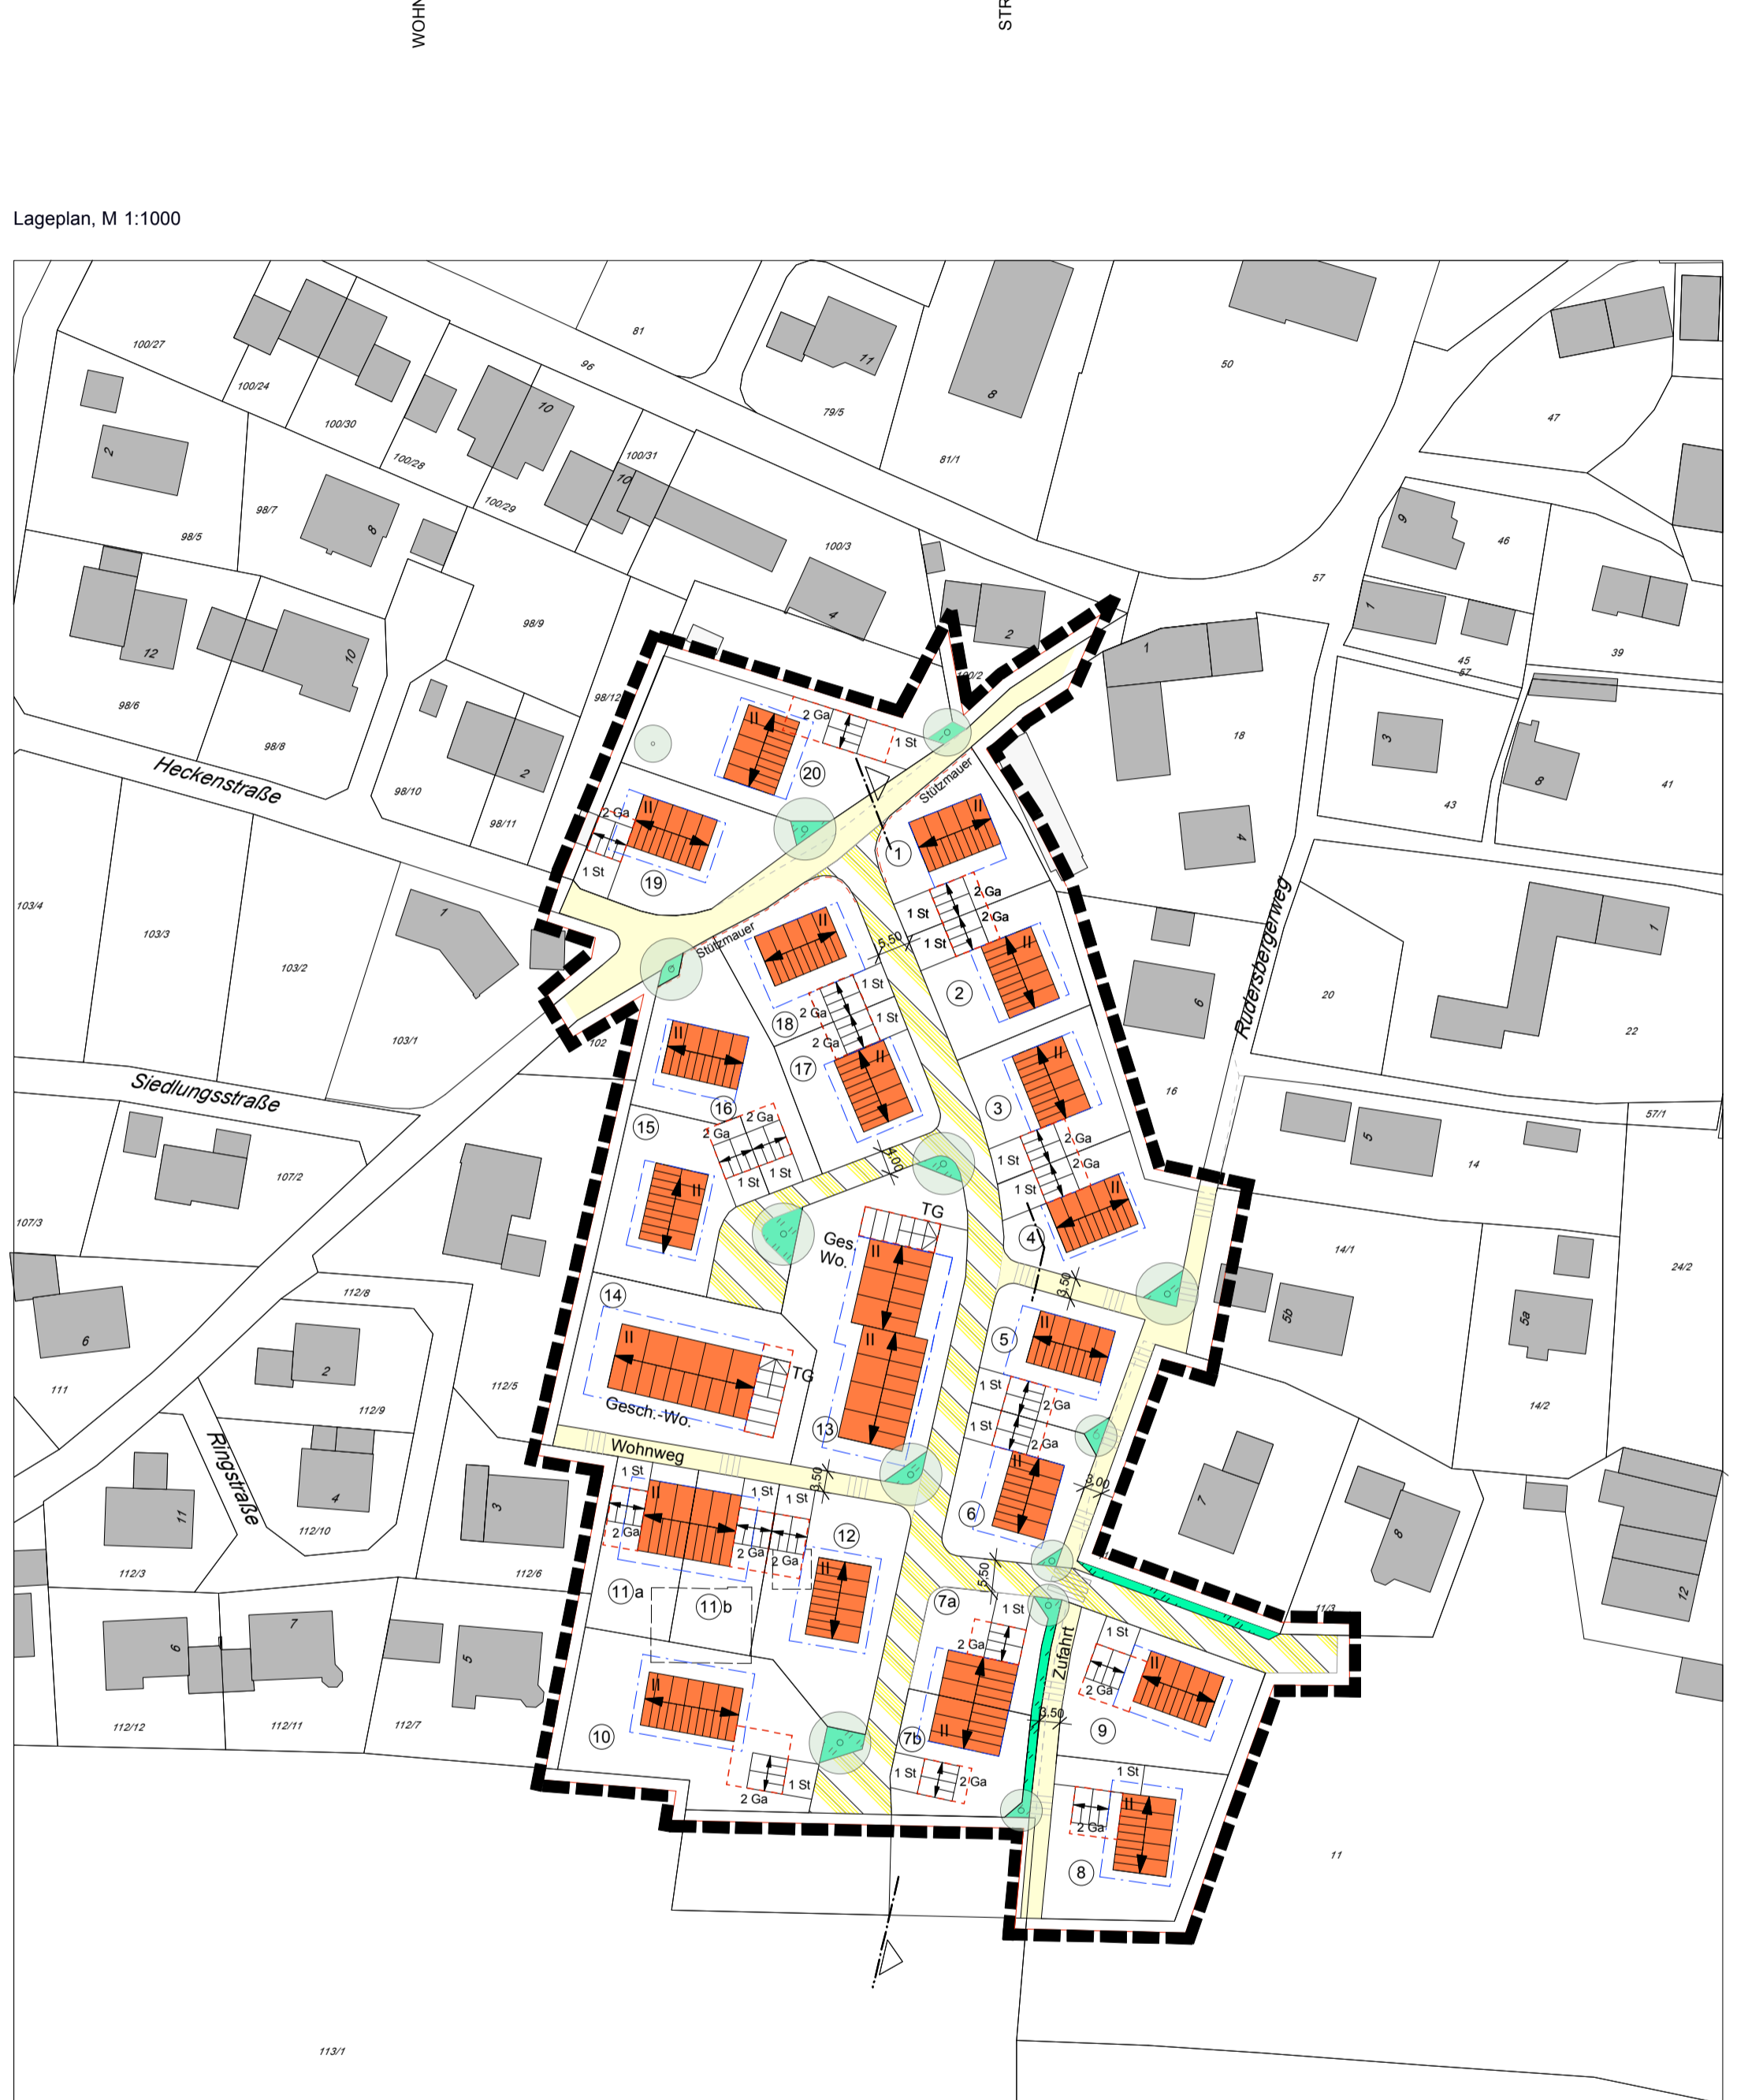 WOHN
STR
Lageplan, M 1:1000
81
96
100/27
100/24
100/30
100/28
100/29
100/31
10
10
11
8
79/5
81/1
50
47
2
98/5
98/7
8
100/3
4
2
57
9
46
1
45
57
39
12
10
98/6
98/8
98/9
98/12
98/10
98/11
2
100/2
1
18
4
3
43
8
41
Heckenstraße
2 Ga
1 St
20
Stützmauer
2 Ga
1 St
19
1
2 Ga
1 St
2 Ga
1 St
2
103/4
103/3
103/2
1
103/1
102
Stützmauer
5,50
18
1 St
2 Ga
1 St
2 Ga
17
6
Rudersbergerweg
20
1
22
16
57/1
Siedlungsstraße
107/2
107/3
16
15
2 Ga
2 Ga
1 St
1 St
4,00
3
2 Ga
1 St
2 Ga
1 St
4
5
14
14/1
24/2
6
111
112/8
2
112/9
112/5
14
TG
Ges.
Wo.
TG
Gesch.-Wo.
13
3,50
5
1 St
2 Ga
1 St
2 Ga
6
3,00
5b
5a
14/2
Ringstraße
11
4
112/10
112/3
3
112/6
Wohnweg
3,50
1 St
2 Ga
1 St
1 St
2 Ga
2 Ga
12
11 a
11 b
7
8
12
11/3
5,50
7a
1 St
2 Ga
Zufahrt
3,50
1 St
2 Ga
9
6
7
5
112/12
112/11
112/7
10
1 St
2 Ga
7b
1 St
2 Ga
1 St
2 Ga
8
11
113/1